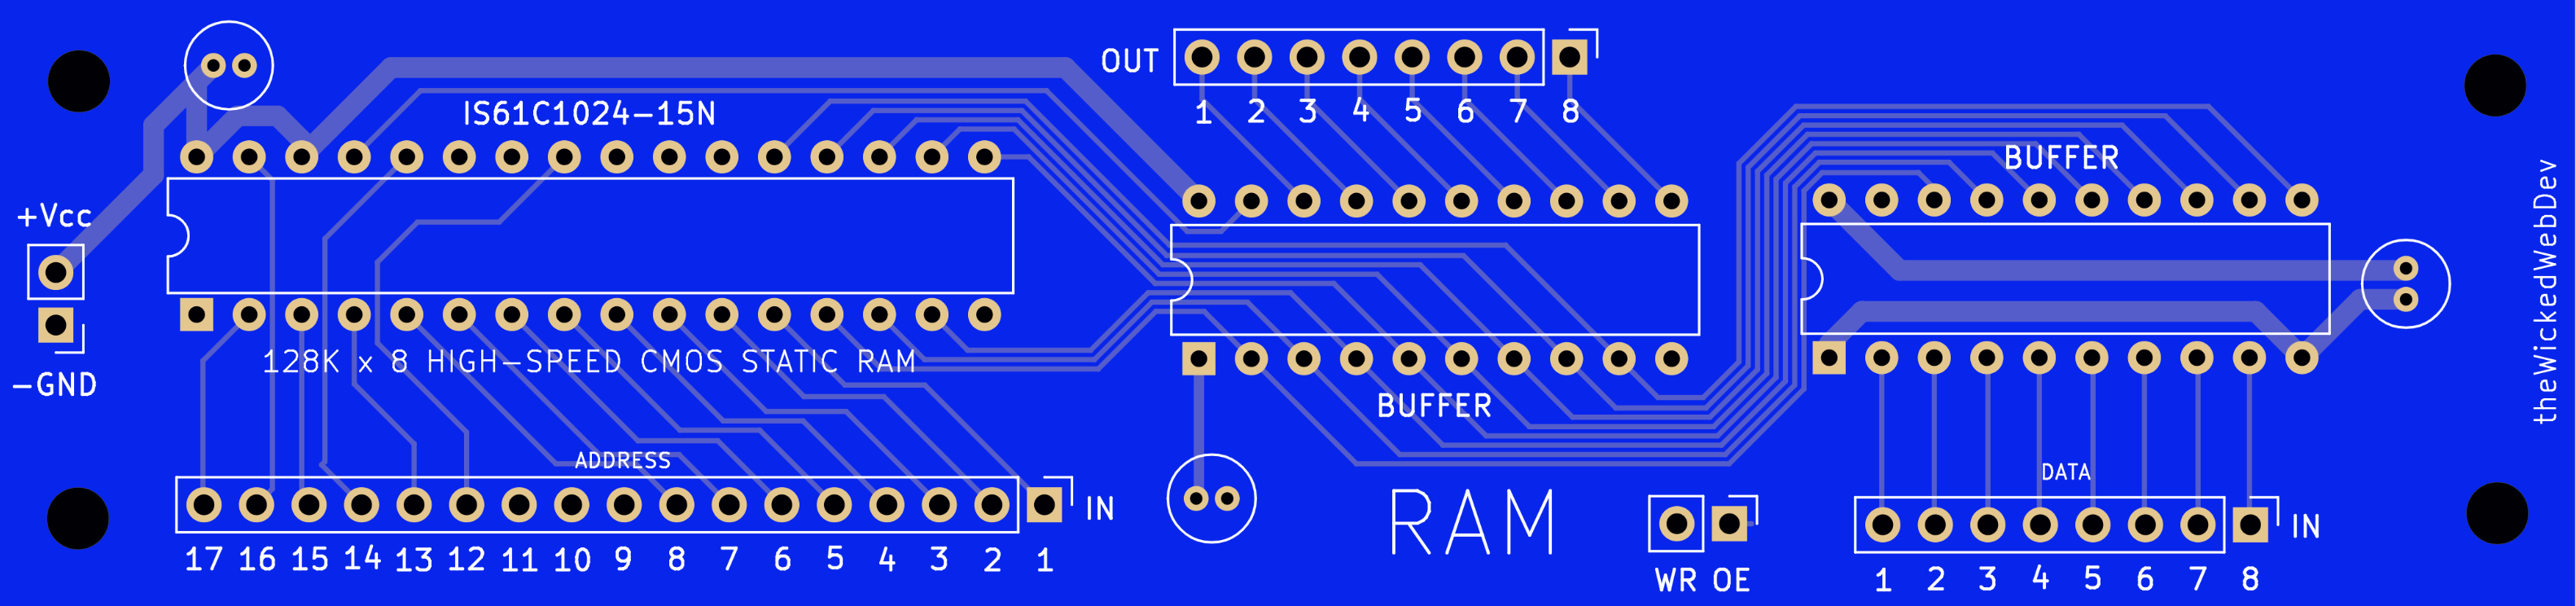 OUT
1 2 3 4 5 6 7 8
IS61C1024-15N
BUFFER
+Vcc
-GND
128K x 8 HIGH-SPEED CMOS STATIC RAM
BUFFER
theWickedWebDev
ADDRESS
IN
17 16 15 14 13 12 11 10 9 8 7 6 5 4 3 2 1
RAM
WR OE
DATA
IN
1 2 3 4 5 6 7 8